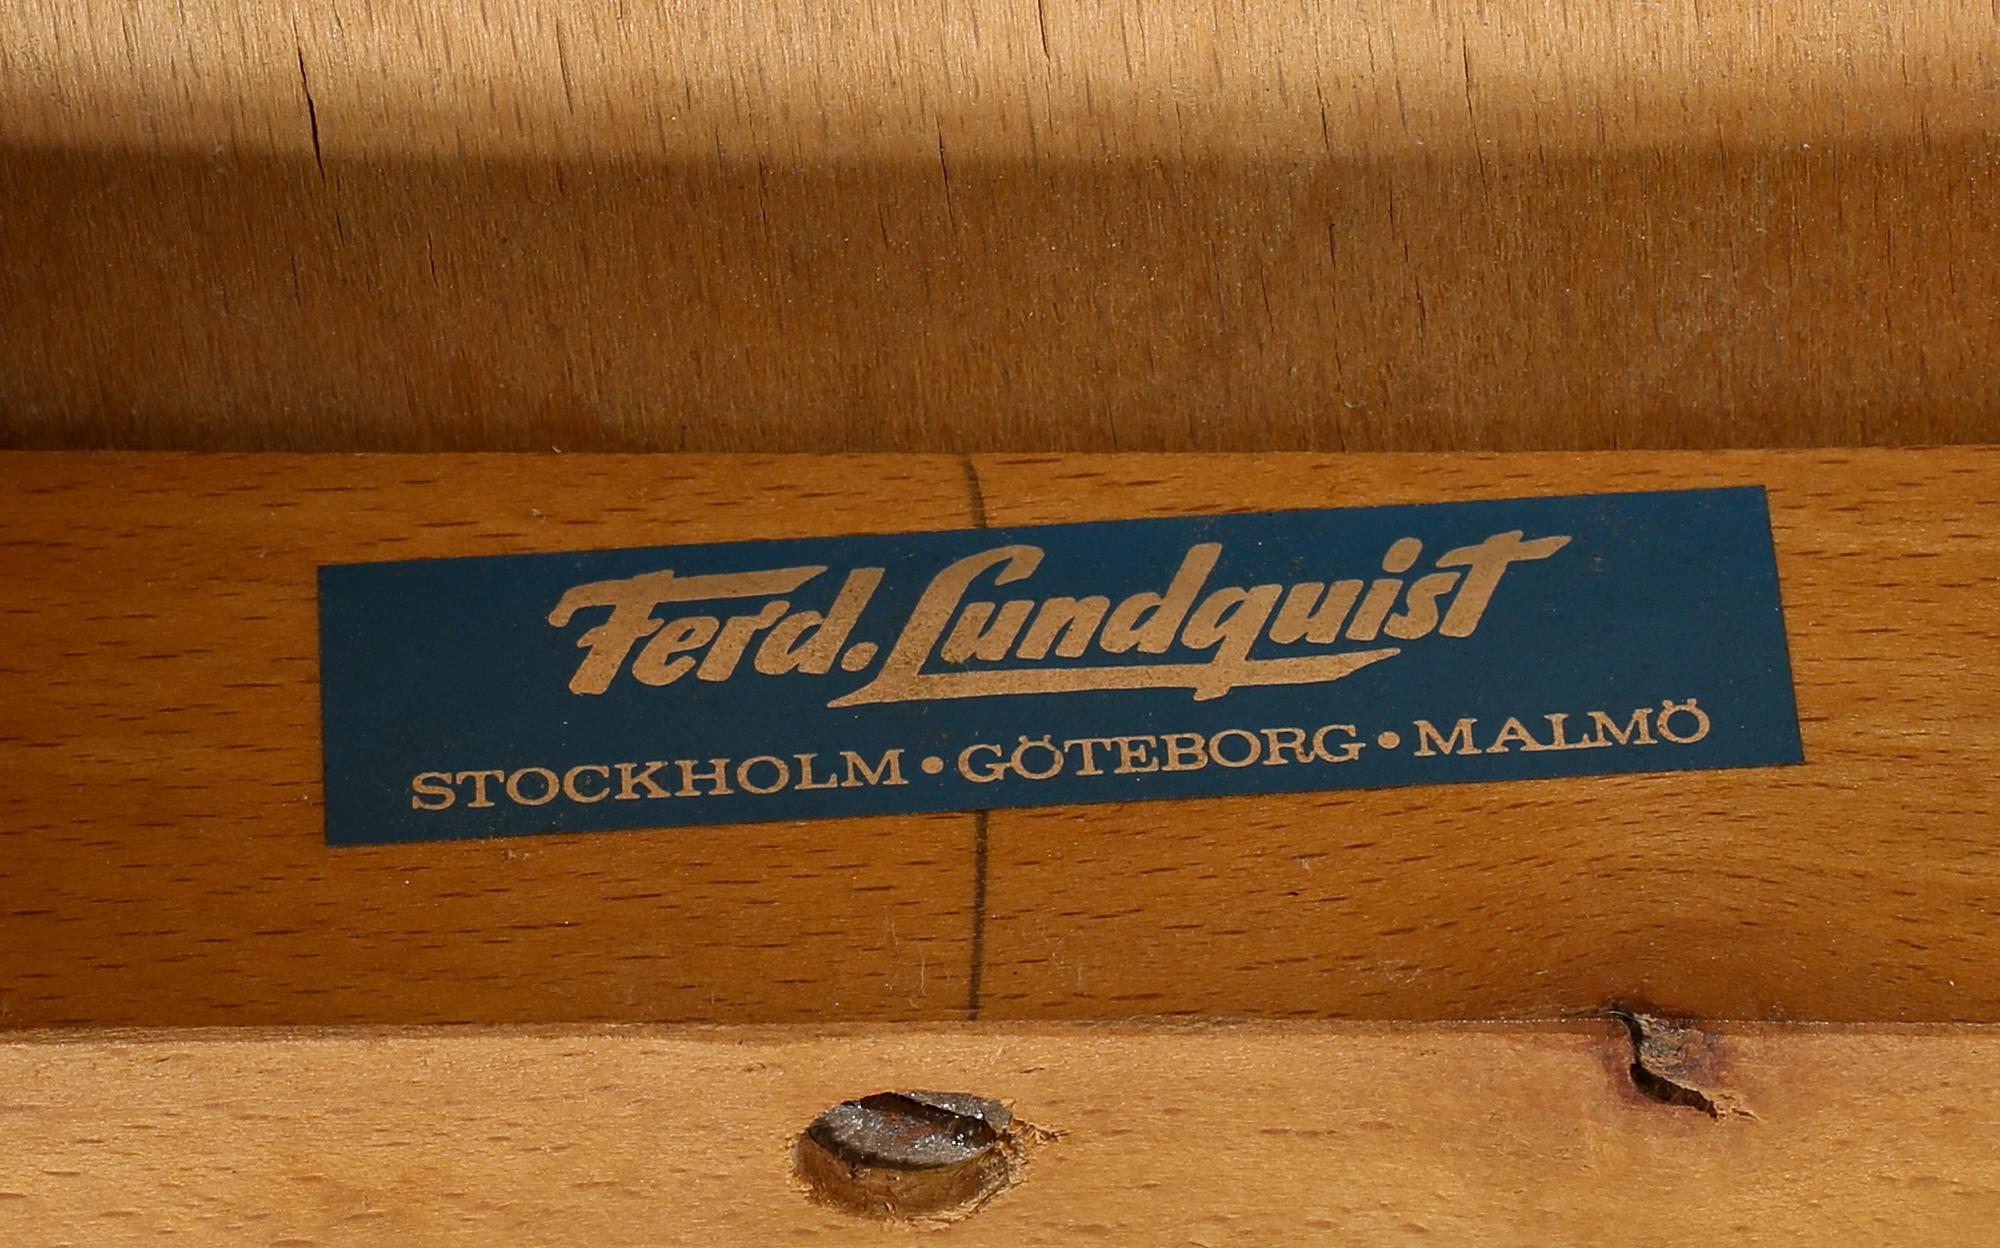 Ferd. Lundquist
STOCKHOLM • GÖTEBORG • MALMÖ